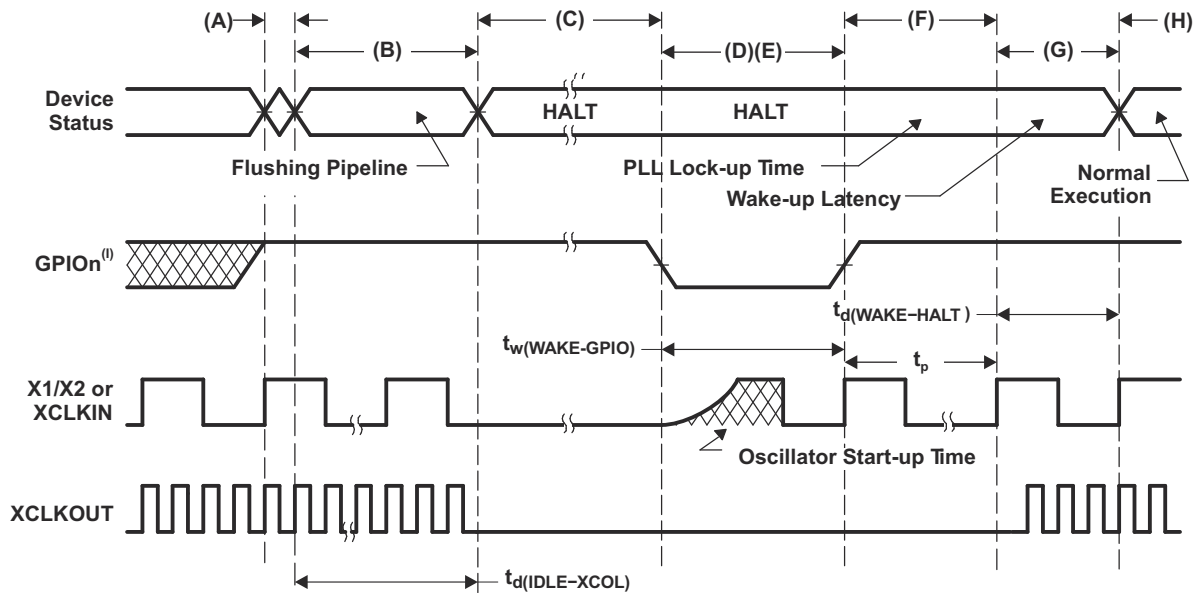 (A)
(B)
(C)
(D)(E)
(F)
(G)
(H)
Device
Status
HALT
HALT
Flushing Pipeline
PLL Lock-up Time
Wake-up Latency
Normal
Execution
GPIOn(I)
td(WAKE−HALT)
tw(WAKE-GPIO)
tp
X1/X2 or
XCLKIN
Oscillator Start-up Time
XCLKOUT
td(IDLE−XCOL)